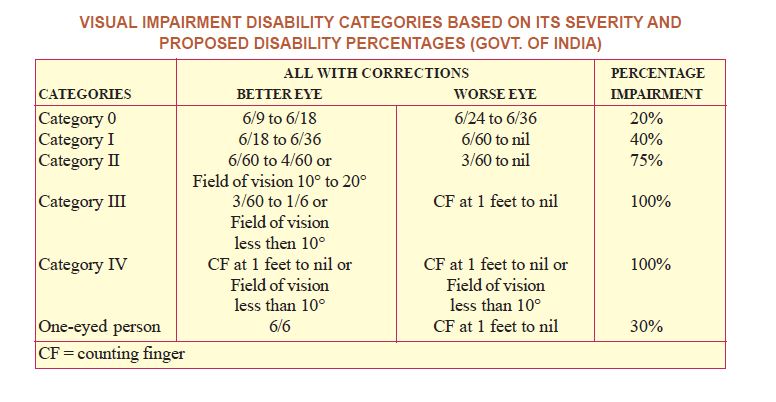 VISUAL IMPAIRMENT DISABILITY CATEGORIES BASED ON ITS SEVERITY AND
PROPOSED DISABILITY PERCENTAGES (GOVT. OF INDIA)
ALL WITH CORRECTIONS PERCENTAGE
CATEGORIES BETTER EYE WORSE EYE IMPAIRMENT
Category 0 6/9 to 6/18 6/24 to 6/36 20%
Category I 6/18 to 6/36 6/60 to nil 40%
Category II 6/60 to 4/60 or 3/60 to nil 75%
Field of vision 10° to 20°
Category III 3/60 to 1/6 or CF at 1 feet to nil 100%
Field of vision
less then 10°
Category IV CF at 1 feet to nil or CF at 1 feet to nil or 100%
Field of vision Field of vision
less than 10° less than 10°
One-eyed person 6/6 CF at 1 feet to nil 30%
CF = counting finger